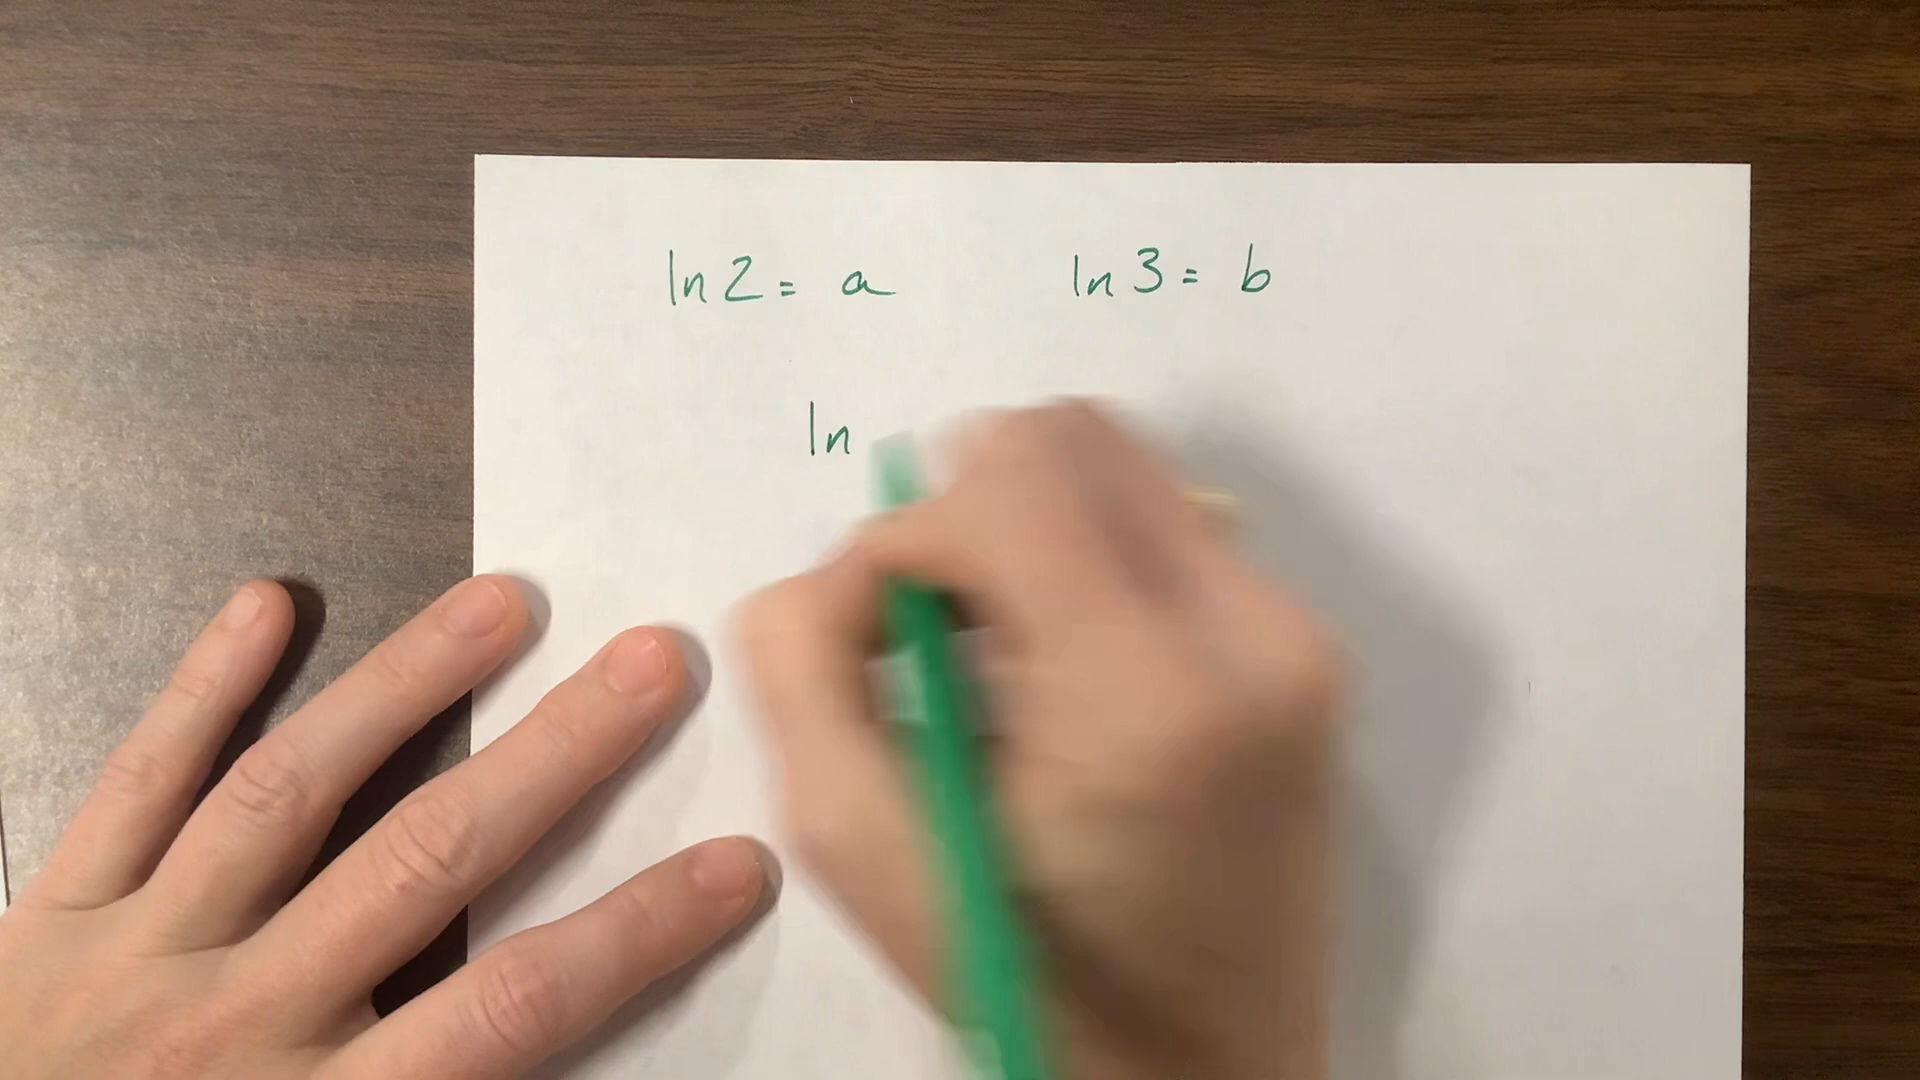 ln 2 = a ln 3 = b
ln